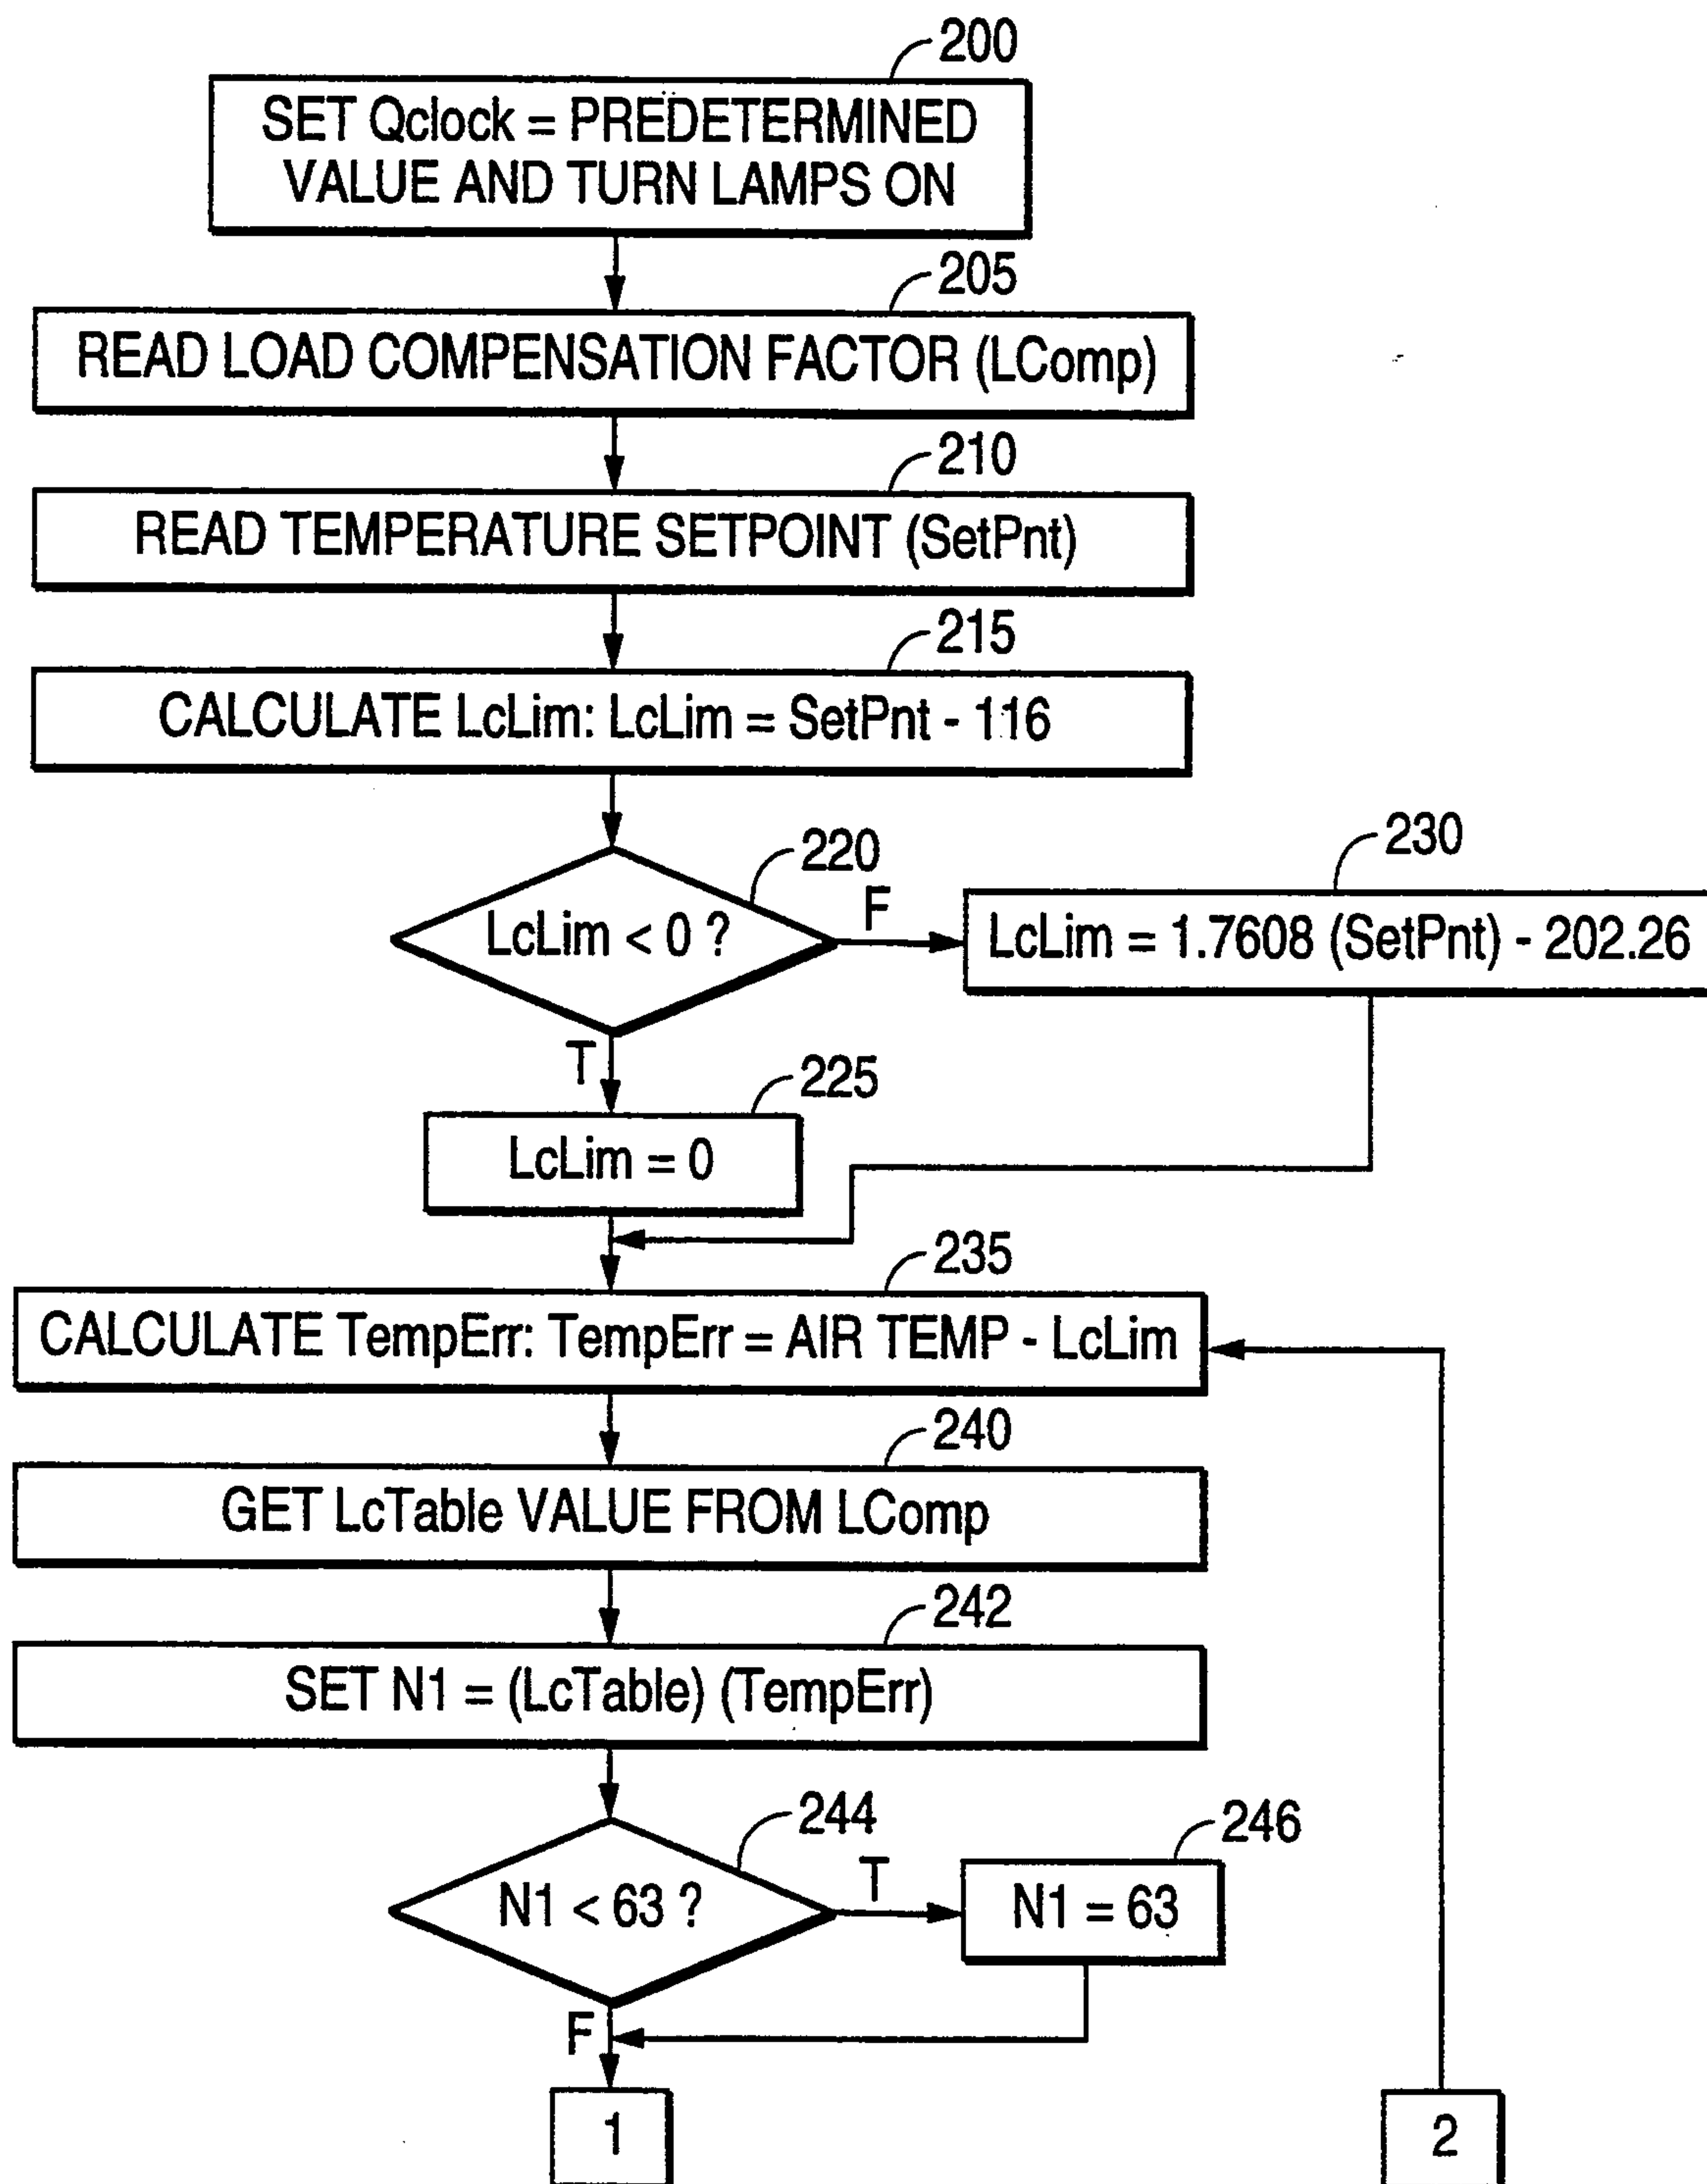 200
SET Qclock = PREDETERMINED
VALUE AND TURN LAMPS ON
205
READ LOAD COMPENSATION FACTOR (LComp)
210
READ TEMPERATURE SETPOINT (SetPnt)
215
CALCULATE LcLim: LcLim = SetPnt - 116
220
LcLim < 0 ?
F
230
LcLim = 1.7608 (SetPnt) - 202.26
T
225
LcLim = 0
235
CALCULATE TempErr: TempErr = AIR TEMP - LcLim
240
GET LcTable VALUE FROM LComp
242
SET N1 = (LcTable) (TempErr)
244
N1 < 63 ?
T
246
N1 = 63
F
1
2